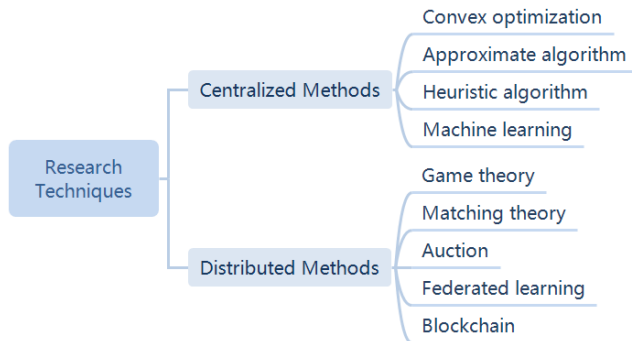 Research
Techniques
Centralized Methods
Convex optimization
Approximate algorithm
Heuristic algorithm
Machine learning
Distributed Methods
Game theory
Matching theory
Auction
Federated learning
Blockchain